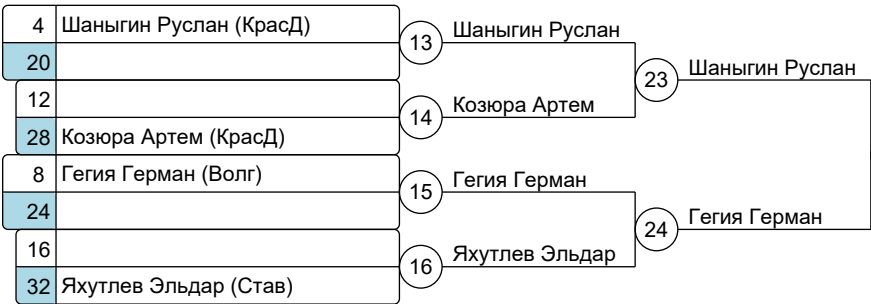 4 Шаныгин Руслан (КрасД)
20
12
28 Козюра Артем (КрасД)
8 Гегия Герман (Волг)
24
16
32 Яхутлев Эльдар (Став)
13 Шаныгин Руслан
14 Козюра Артем
15 Гегия Герман
16 Яхутлев Эльдар
23 Шаныгин Руслан
24 Гегия Герман